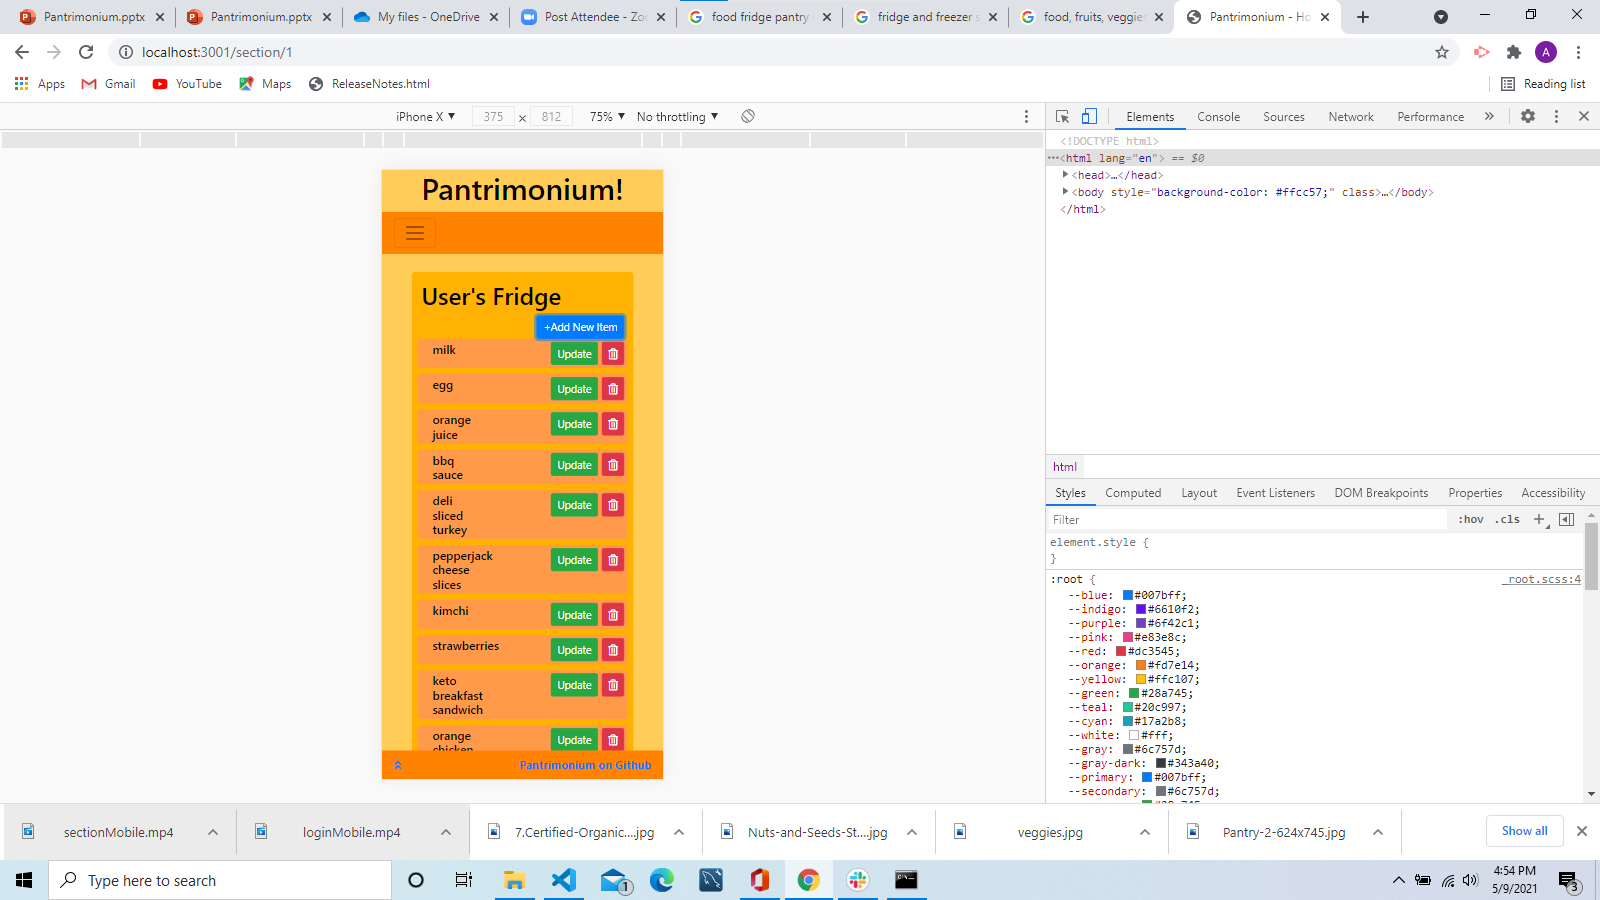 Pantrimonium.pptx
Pantrimonium.pptx
My files - OneDrive
Post Attendee - Zo
food fridge pantry
fridge and freezer s
food, fruits, veggies
Pantrimonium - Ho
localhost:3001/section/1
A
Apps
Gmail
YouTube
Maps
ReleaseNotes.html
Reading list
iPhone X ▼ 375 × 812 75% ▼ No throttling ▼
Pantrimonium!
User's Fridge
+Add New Item
milk
Update
egg
Update
orange
juice
Update
bbq
sauce
Update
deli
sliced
turkey
Update
pepperjack
cheese
slices
Update
kimchi
Update
strawberries
Update
keto
breakfast
sandwich
Update
orange
chicken
Update
Pantrimonium on Github
Elements Console Sources Network Performance »
<!DOCTYPE html>
…<html lang="en"> == $0
<head>…</head>
<body style="background-color: #ffcc57;" class>…</body>
</html>
html
Styles Computed Layout Event Listeners DOM Breakpoints Properties Accessibility
Filter
:hov .cls +
element.style {
}
:root {
_root.scss:4
--blue: #007bff;
--indigo: #6610f2;
--purple: #6f42c1;
--pink: #e83e8c;
--red: #dc3545;
--orange: #fd7e14;
--yellow: #ffc107;
--green: #28a745;
--teal: #20c997;
--cyan: #17a2b8;
--white: #fff;
--gray: #6c757d;
--gray-dark: #343a40;
--primary: #007bff;
--secondary: #6c757d;
sectionMobile.mp4
loginMobile.mp4
7.Certified-Organic....jpg
Nuts-and-Seeds-St....jpg
veggies.jpg
Pantry-2-624x745.jpg
Show all
Type here to search
1
4:54 PM
5/9/2021
3